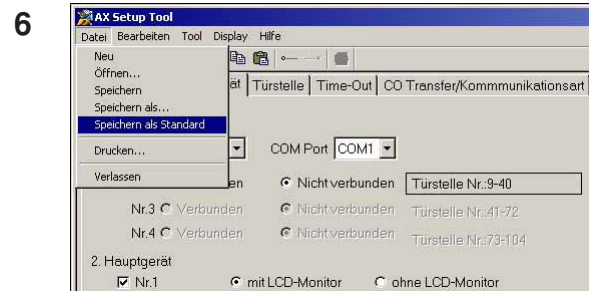 6
AX Setup Tool
Datei Bearbeiten Tool Display Hilfe
Neu
Öffnen...
Speichern
Speichern als...
Speichern als Standard
Drucken...
Verlassen
ät Türstelle Time-Out CO Transfer/Kommmunikationsart
COM Port COM1
en Nicht verbunden Türstelle Nr.:9-40
Nr.3 Verbunden Nicht verbunden Türstelle Nr.:41-72
Nr.4 Verbunden Nicht verbunden Türstelle Nr.:73-104
2. Hauptgerät
Nr.1 mit LCD-Monitor ohne LCD-Monitor